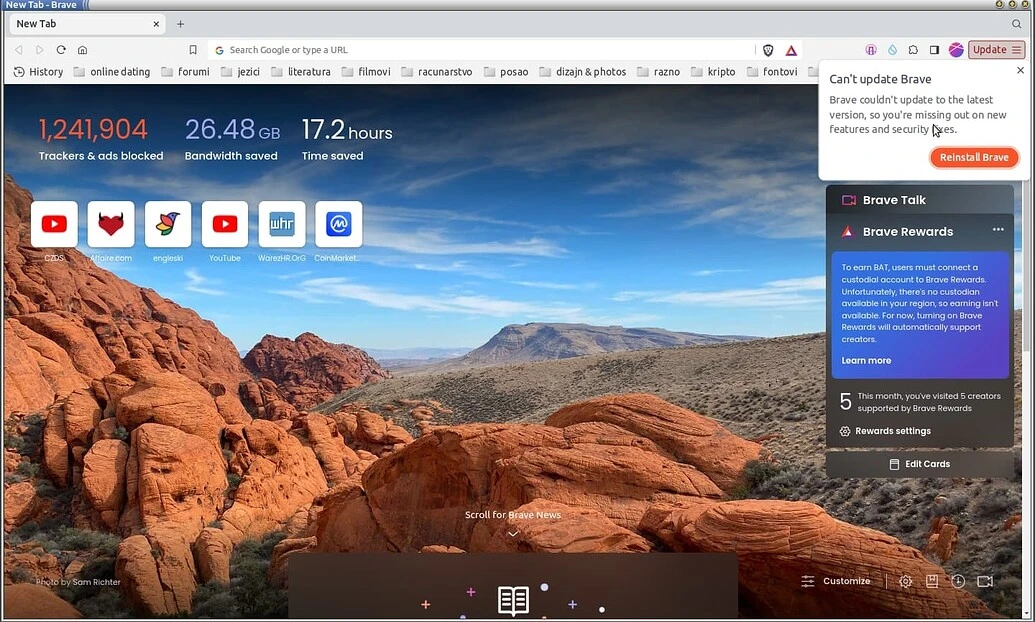 New Tab - Brave
New Tab
Search Google or type a URL
Update
History
online dating
forumi
jezici
literatura
filmovi
racunarstvo
posao
dizajn & photos
razno
kripto
fontovi
Can't update Brave
Brave couldn't update to the latest
version, so you're missing out on new
features and security
Reinstall Brave
1,241,904
Trackers & ads blocked
26.48 GB
Bandwidth saved
17.2 hours
Time saved
CZDS
Affaire.com
engleski
YouTube
whr
WarezHR.OrG
CoinMarket...
Brave Talk
Brave Rewards
To earn BAT, users must connect a
custodial account to Brave Rewards.
Unfortunately, there's no custodian
available in your region, so earning isn't
available. For now, turning on Brave
Rewards will automatically support
creators.
Learn more
5
This month, you've visited 5 creators
supported by Brave Rewards
Rewards settings
Edit Cards
Scroll for Brave News
Photo by Sam Richter
Customize